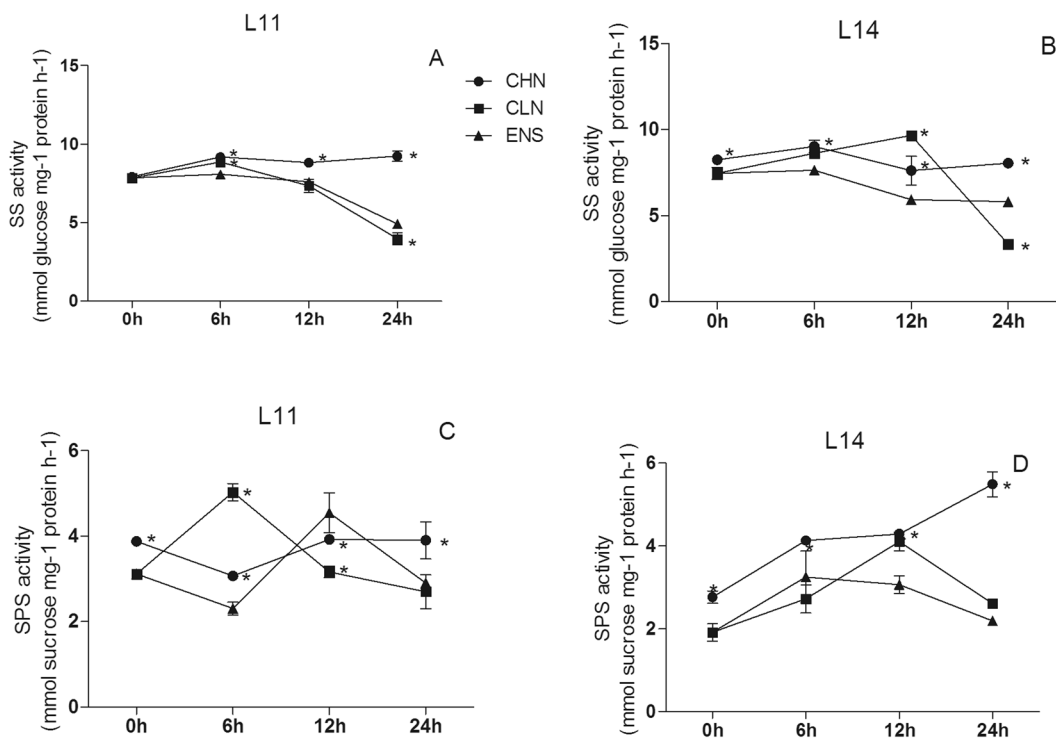 L11
A
15
10
5
0
SS activity
(mmol glucose mg-1 protein h-1)
* * * * *
0h 6h 12h 24h
CHN
CLN
ENS
L14
B
15
10
5
0
SS activity
(mmol glucose mg-1 protein h-1)
* * * * * *
0h 6h 12h 24h
L11
C
6
4
2
0
SPS activity
(mmol sucrose mg-1 protein h-1)
* * * * * *
0h 6h 12h 24h
L14
D
6
4
2
0
SPS activity
(mmol sucrose mg-1 protein h-1)
* * * *
0h 6h 12h 24h